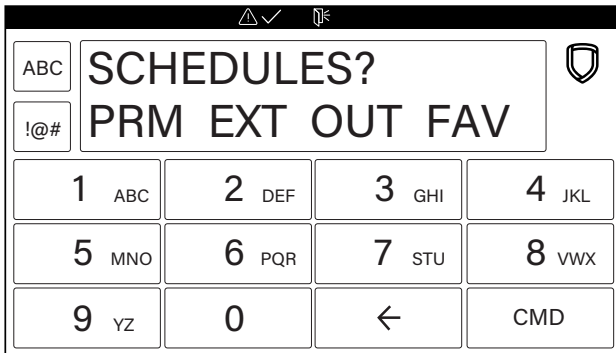 ABC
SCHEDULES?
!@#
PRM EXT OUT FAV
1 ABC
2 DEF
3 GHI
4 JKL
5 MNO
6 PQR
7 STU
8 VWX
9 YZ
0
←
CMD